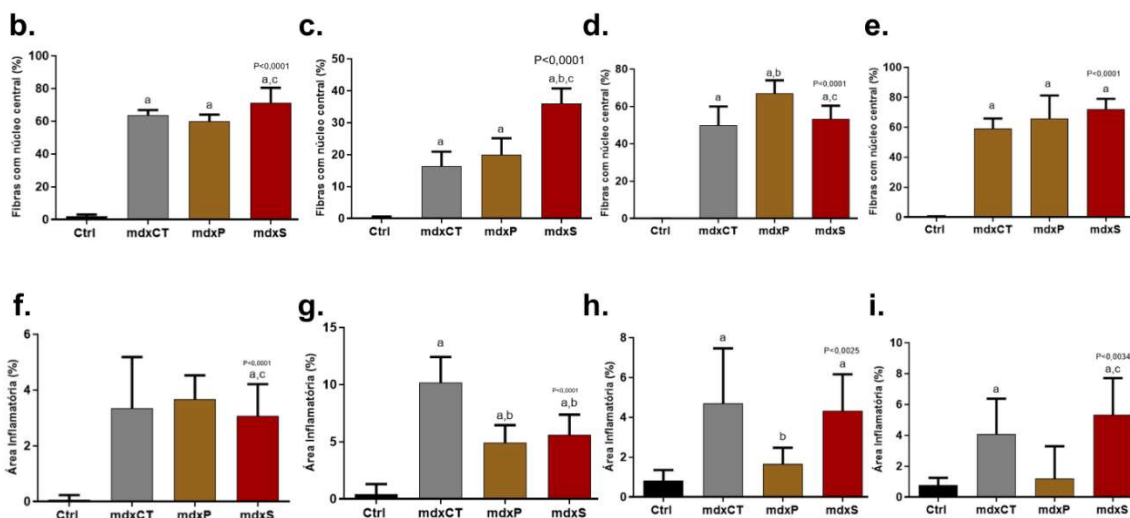 b.
Fibras com núcleo central (%)
100
80
60
40
20
0
a
a
P<0,0001
a,c
Ctrl mdxCT mdxP mdxS
c.
Fibras com núcleo central (%)
50
40
30
20
10
0
a
a
P<0,0001
a,b,c
Ctrl mdxCT mdxP mdxS
d.
Fibras com núcleo central (%)
80
60
40
20
0
a
a,b
P<0,0001
a,c
Ctrl mdxCT mdxP mdxS
e.
Fibras com núcleo central (%)
100
80
60
40
20
0
a
a
P<0,0001
a
Ctrl mdxCT mdxP mdxS
f.
Área Inflamatória (%)
6
4
2
0
P<0,0001
a,c
Ctrl mdxCT mdxP mdxS
g.
Área Inflamatória (%)
15
10
5
0
a
a,b
P<0,0001
a,b
Ctrl mdxCT mdxP mdxS
h.
Área Inflamatória (%)
8
6
4
2
0
a
b
P<0,0025
a
Ctrl mdxCT mdxP mdxS
i.
Área Inflamatória (%)
10
8
6
4
2
0
a
P<0,0034
a,c
Ctrl mdxCT mdxP mdxS